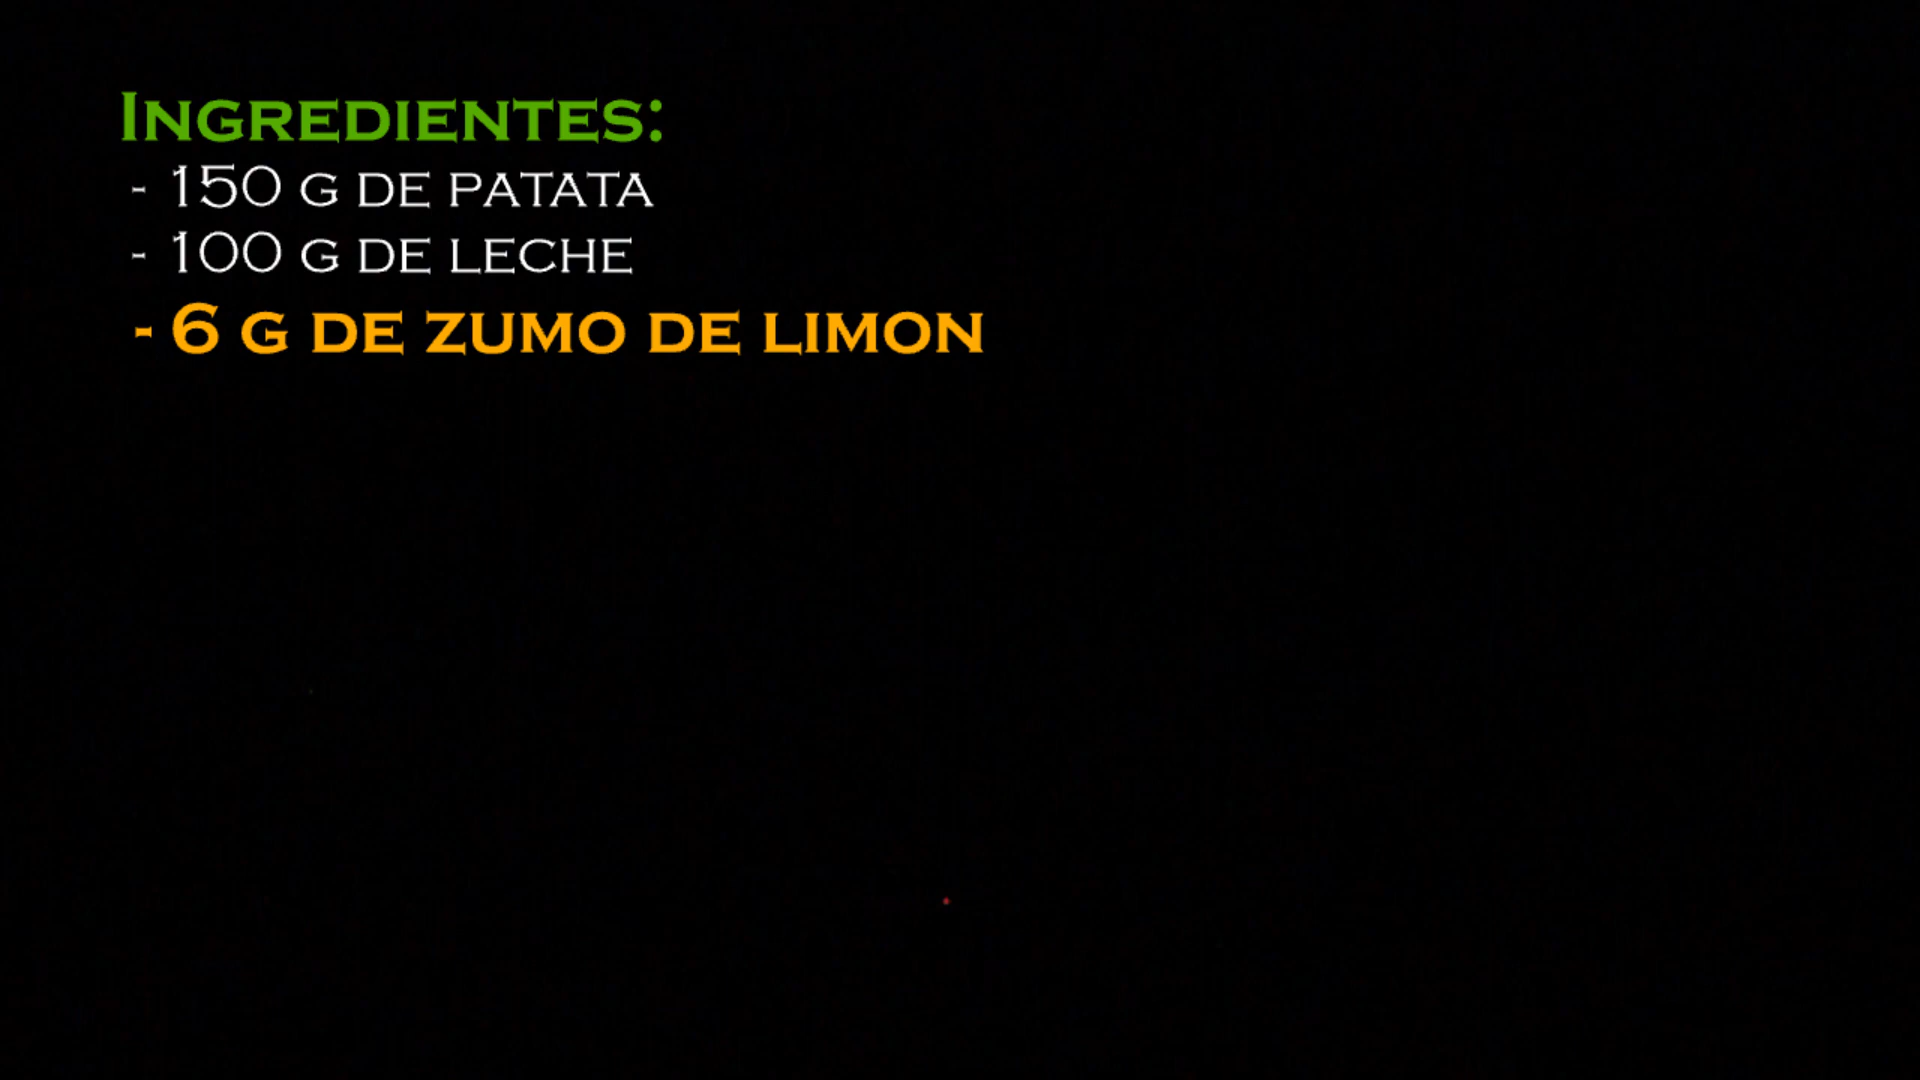 Ingredientes:
- 150 g de patata
- 100 g de leche
- 6 g de zumo de limon